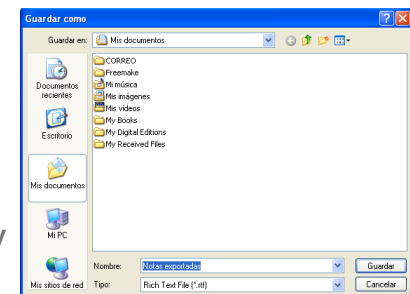 Guardar como
Guardar en: Mis documentos
CORREO
Freemake
Mi música
Mis imágenes
Mis vídeos
My Books
My Digital Editions
My Received Files
Documentos
recientes
Escritorio
Mis documentos
Mi PC
Mis sitios de red
Nombre: Notas exportadas
Guardar
Tipo: Rich Text File (*.rtf)
Cancelar